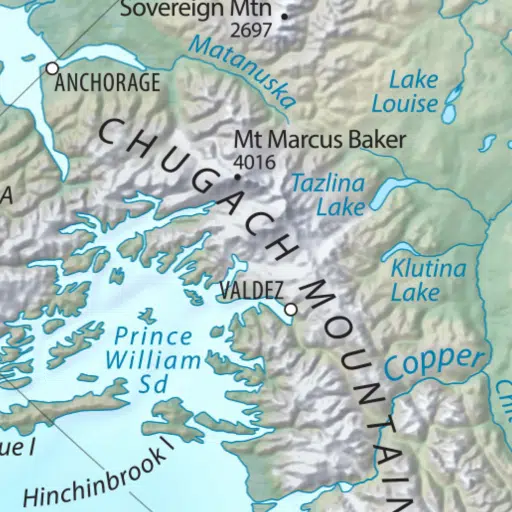 Sovereign Mtn
2697
Matanuska
ANCHORAGE
Lake
Louise
CHUGACH MOUNTAIN
Mt Marcus Baker
4016
Tazlina
Lake
A
Klutina
Lake
VALDEZ
Prince
William
Sd
Copper
Chit
ue I
Hinchinbrook I